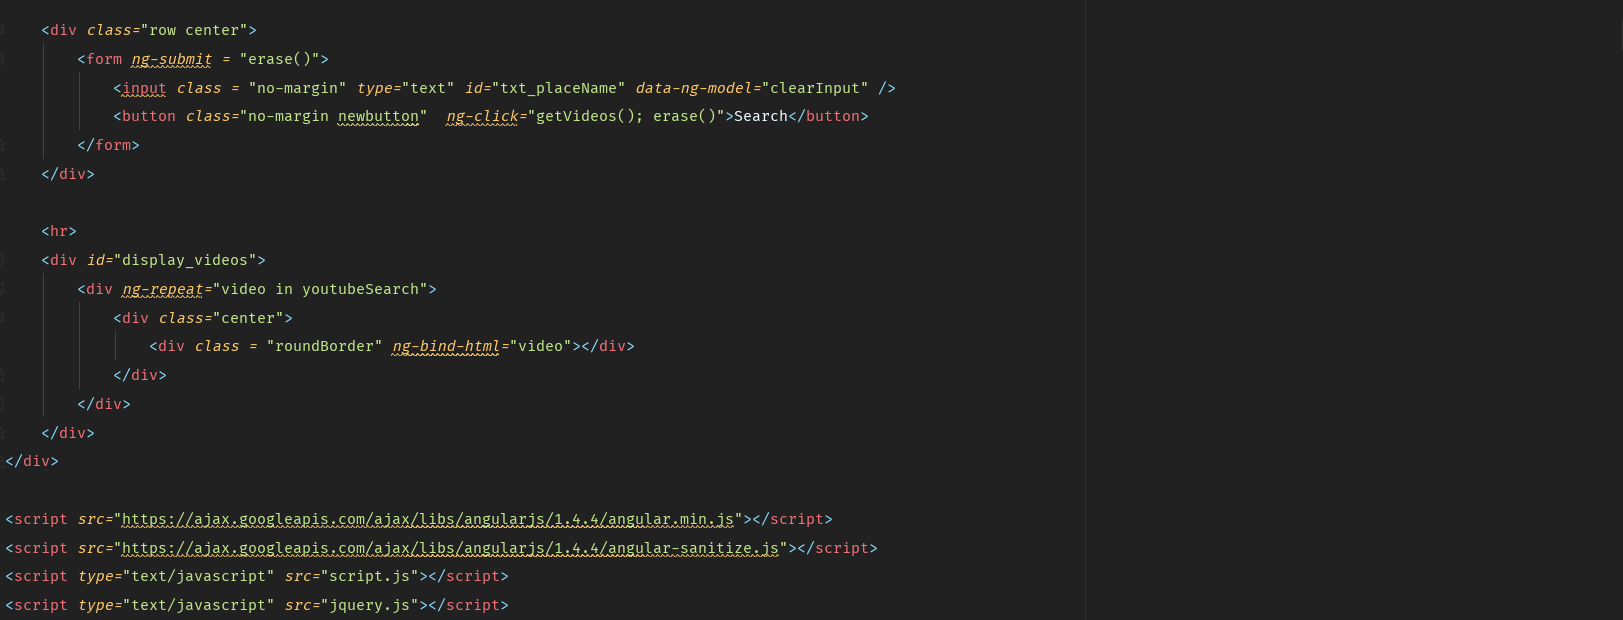 <div class="row center">
<form ng-submit = "erase()">
<input class = "no-margin" type="text" id="txt_placeName" data-ng-model="clearInput" />
<button class="no-margin newbutton"  ng-click="getVideos(); erase()">Search</button>
</form>
</div>
<hr>
<div id="display_videos">
<div ng-repeat="video in youtubeSearch">
<div class="center">
<div class = "roundBorder" ng-bind-html="video"></div>
</div>
</div>
</div>
</div>
<script src="https://ajax.googleapis.com/ajax/libs/angularjs/1.4.4/angular.min.js"></script>
<script src="https://ajax.googleapis.com/ajax/libs/angularjs/1.4.4/angular-sanitize.js"></script>
<script type="text/javascript" src="script.js"></script>
<script type="text/javascript" src="jquery.js"></script>